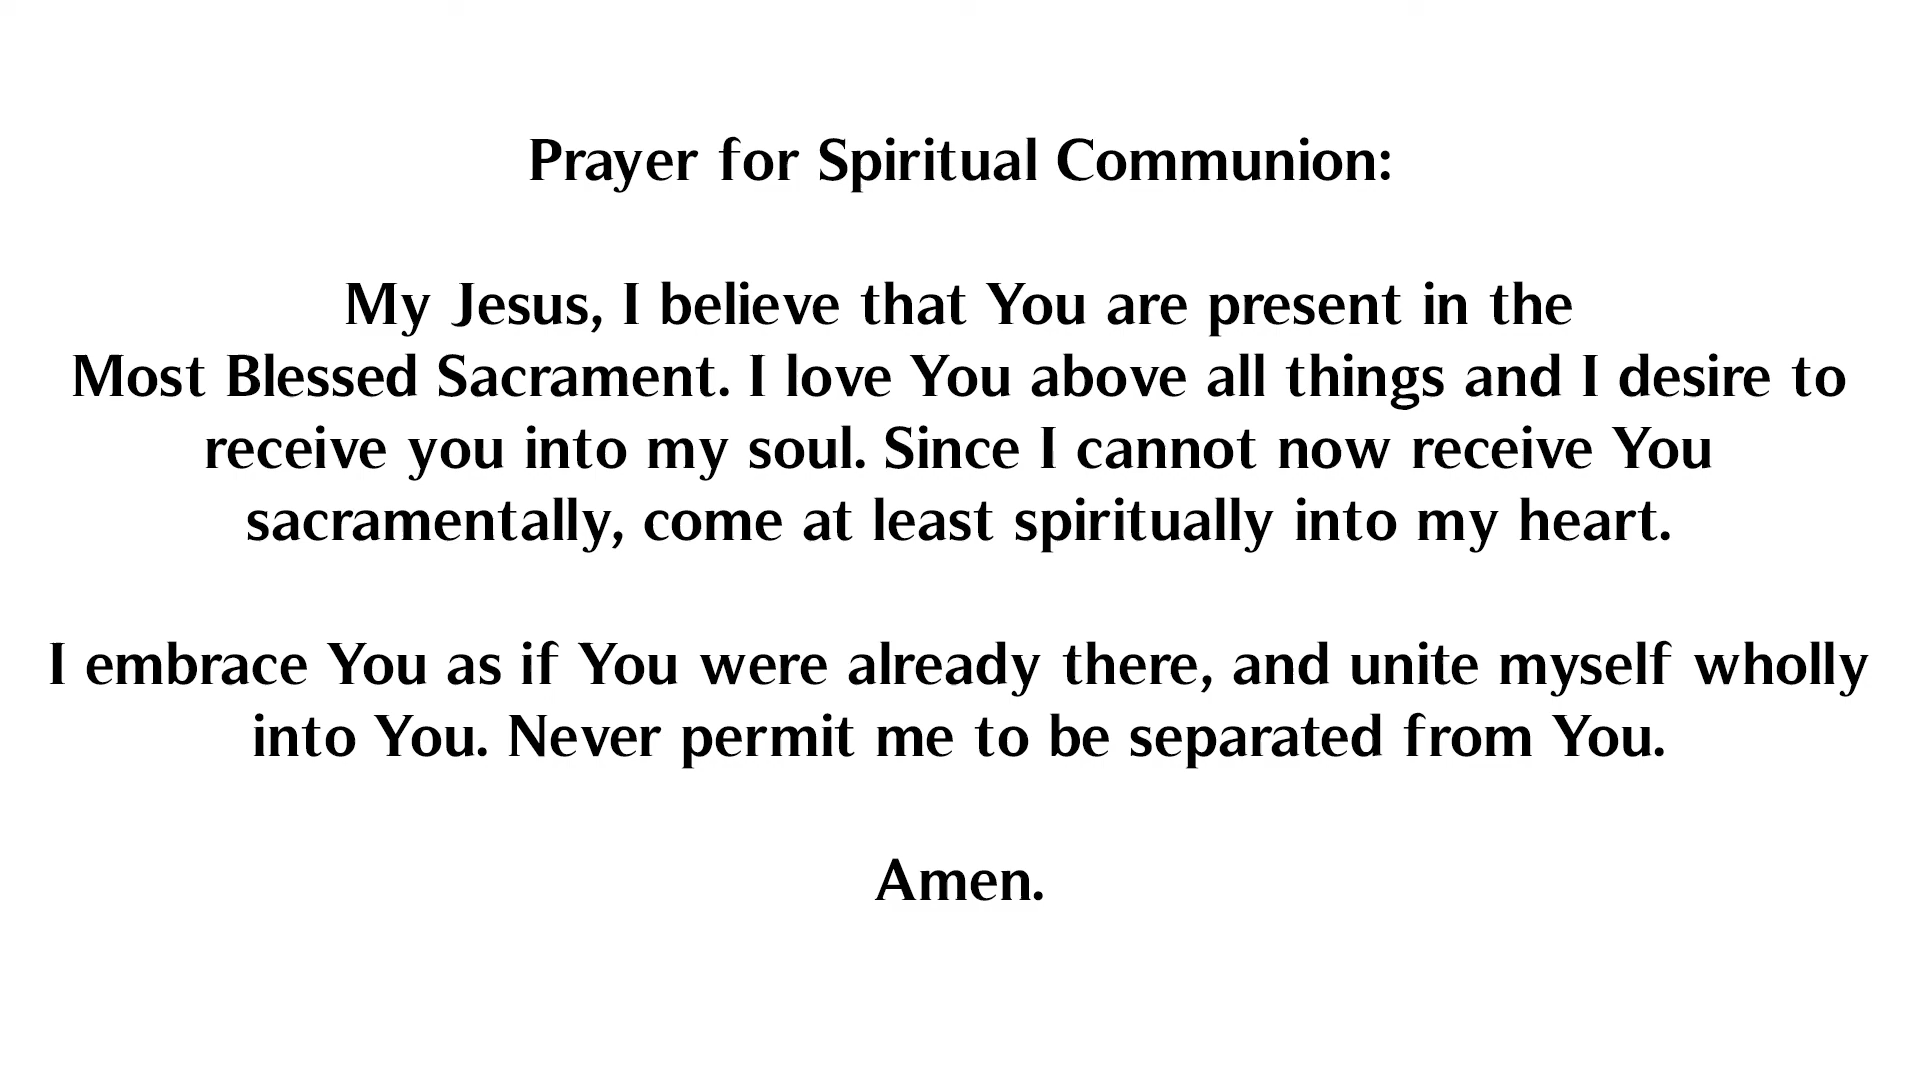 Prayer for Spiritual Communion:
My Jesus, I believe that You are present in the
Most Blessed Sacrament. I love You above all things and I desire to
receive you into my soul. Since I cannot now receive You
sacramentally, come at least spiritually into my heart.
I embrace You as if You were already there, and unite myself wholly
into You. Never permit me to be separated from You.
Amen.